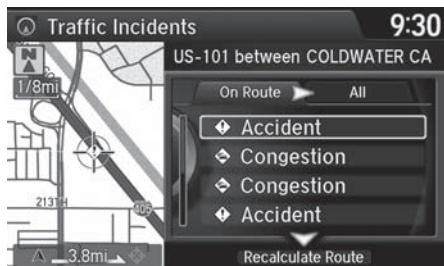 Traffic Incidents 9:30
US-101 between COLDWATER CA
N
1/8mi
On Route All
Accident
Congestion
Congestion
Accident
213TH
405
3.8mi
Recalculate Route